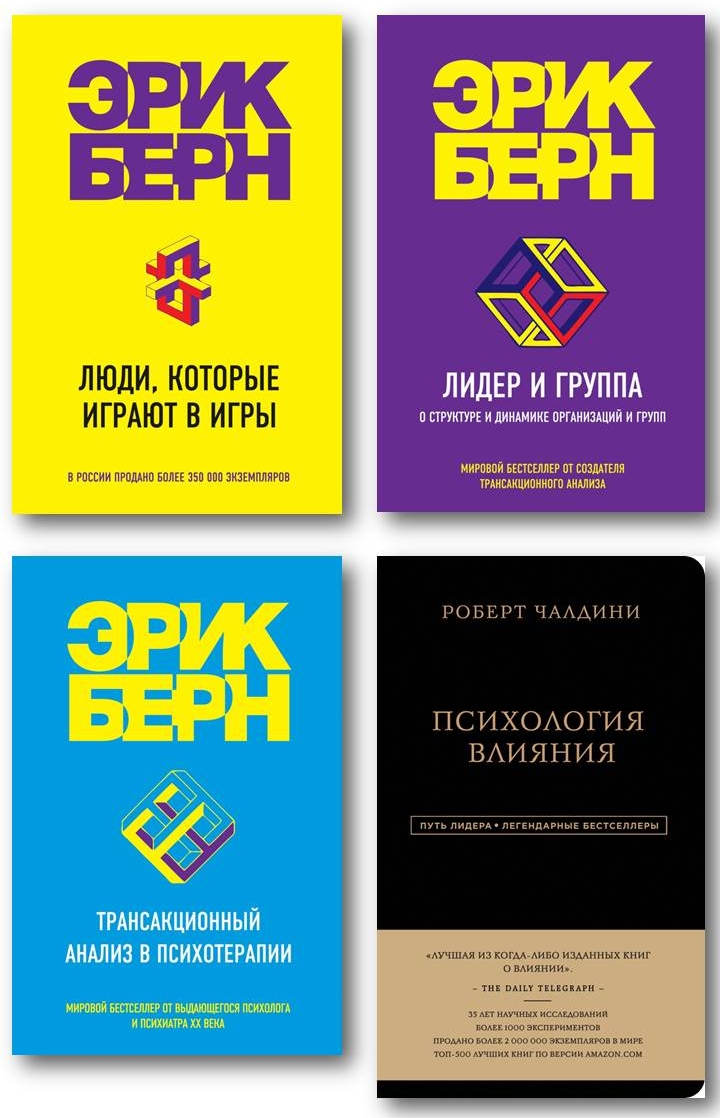 ЭРИК
БЕРН
ЛЮДИ, КОТОРЫЕ
ИГРАЮТ В ИГРЫ
В РОССИИ ПРОДАНО БОЛЕЕ 350 000 ЭКЗЕМПЛЯРОВ
ЭРИК
БЕРН
ЛИДЕР И ГРУППА
О СТРУКТУРЕ И ДИНАМИКЕ ОРГАНИЗАЦИЙ И ГРУПП
МИРОВОЙ БЕСТСЕЛЛЕР ОТ СОЗДАТЕЛЯ
ТРАНСАКЦИОННОГО АНАЛИЗА
ЭРИК
БЕРН
ТРАНСАКЦИОННЫЙ
АНАЛИЗ В ПСИХОТЕРАПИИ
МИРОВОЙ БЕСТСЕЛЛЕР ОТ ВЫДАЮЩЕГОСЯ ПСИХОЛОГА
И ПСИХИАТРА XX ВЕКА
РОБЕРТ ЧАЛДИНИ
ПСИХОЛОГИЯ
ВЛИЯНИЯ
ПУТЬ ЛИДЕРА • ЛЕГЕНДАРНЫЕ БЕСТСЕЛЛЕРЫ
«ЛУЧШАЯ ИЗ КОГДА-ЛИБО ИЗДАННЫХ КНИГ
О ВЛИЯНИИ».
– THE DAILY TELEGRAPH –
35 ЛЕТ НАУЧНЫХ ИССЛЕДОВАНИЙ
БОЛЕЕ 1000 ЭКСПЕРИМЕНТОВ
ПРОДАНО БОЛЕЕ 2 000 000 ЭКЗЕМПЛЯРОВ В МИРЕ
ТОП-500 ЛУЧШИХ КНИГ ПО ВЕРСИИ AMAZON.COM